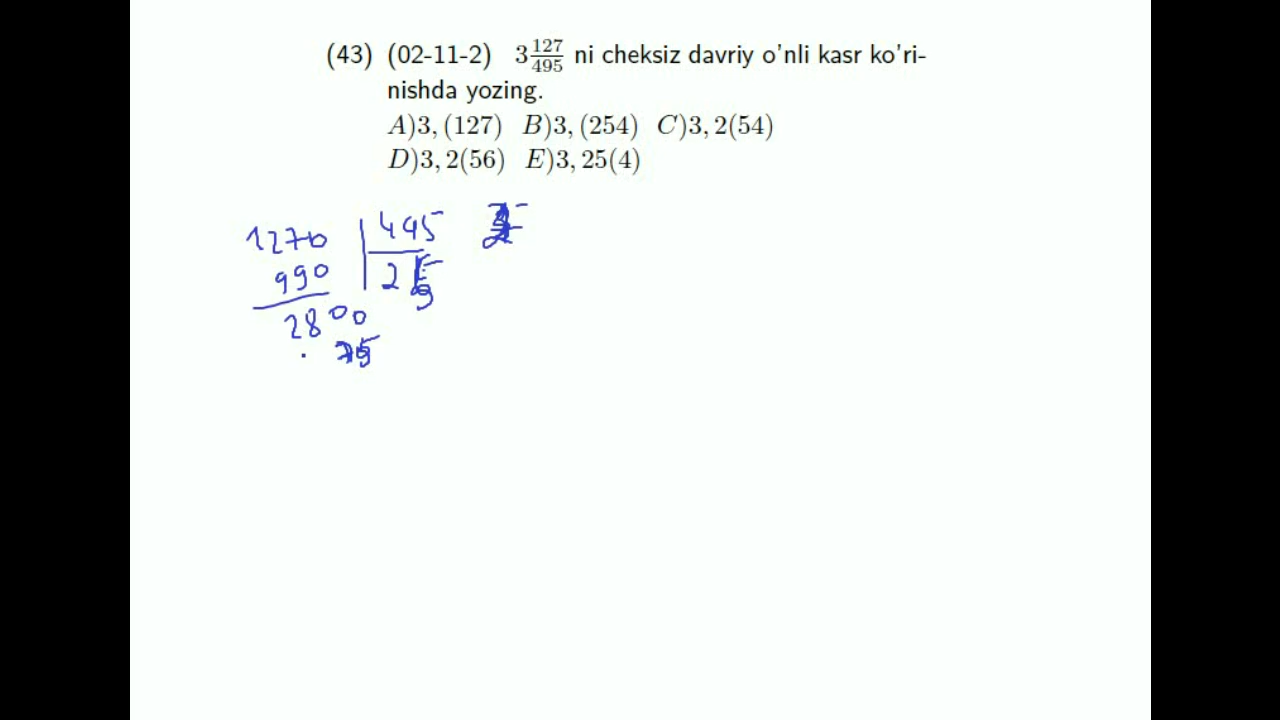 (43) (02-11-2) 3 127/495 ni cheksiz davriy o'nli kasr ko'ri-
nishda yozing.
A)3,(127) B)3,(254) C)3,2(54)
D)3,2(56) E)3,25(4)
1270 | 495
990 | 2
2800